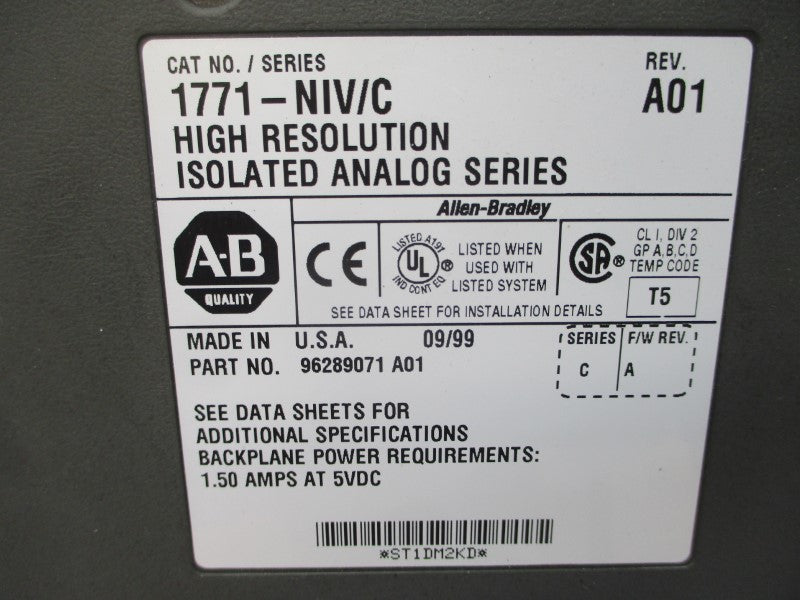 CAT NO. / SERIES
REV.
1771-NIV/C
A01
HIGH RESOLUTION
ISOLATED ANALOG SERIES
Allen-Bradley
A-B
QUALITY
CE
LISTED A191
UL
®
IND CONT EQ
LISTED WHEN
USED WITH
LISTED SYSTEM
SA
®
CL I, DIV 2
GP A,B,C,D
TEMP CODE
T5
SEE DATA SHEET FOR INSTALLATION DETAILS
MADE IN U.S.A. 09/99
PART NO. 96289071 A01
SERIES F/W REV.
C A
SEE DATA SHEETS FOR
ADDITIONAL SPECIFICATIONS
BACKPLANE POWER REQUIREMENTS:
1.50 AMPS AT 5VDC
*ST1DM2KD*